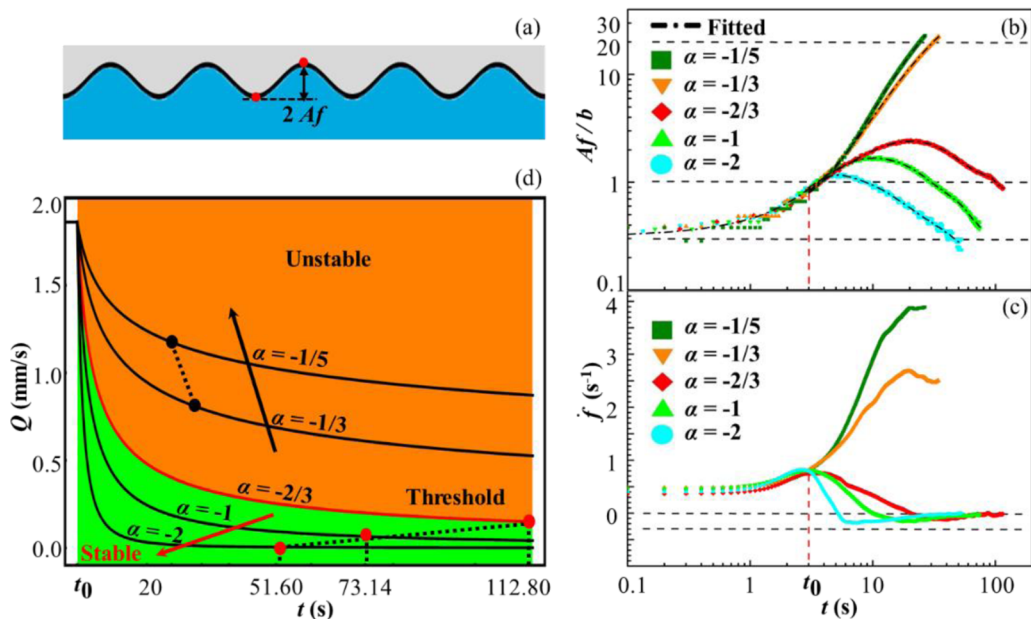 (a)
2 Af
(d)
2.0
1.5
1.0
0.5
0.0
Q (mm/s)
Unstable
α = -1/5
α = -1/3
α = -2/3
Threshold
α = -1
α = -2
Stable
t₀ 20 51.60 73.14 112.80
t (s)
(b)
Fitted
α = -1/5
α = -1/3
α = -2/3
α = -1
α = -2
30
20
10
1
0.1
Af / b
(c)
α = -1/5
α = -1/3
α = -2/3
α = -1
α = -2
4
3
2
1
0
ḟ (s⁻¹)
0.1 1 t₀ 10 100
t (s)